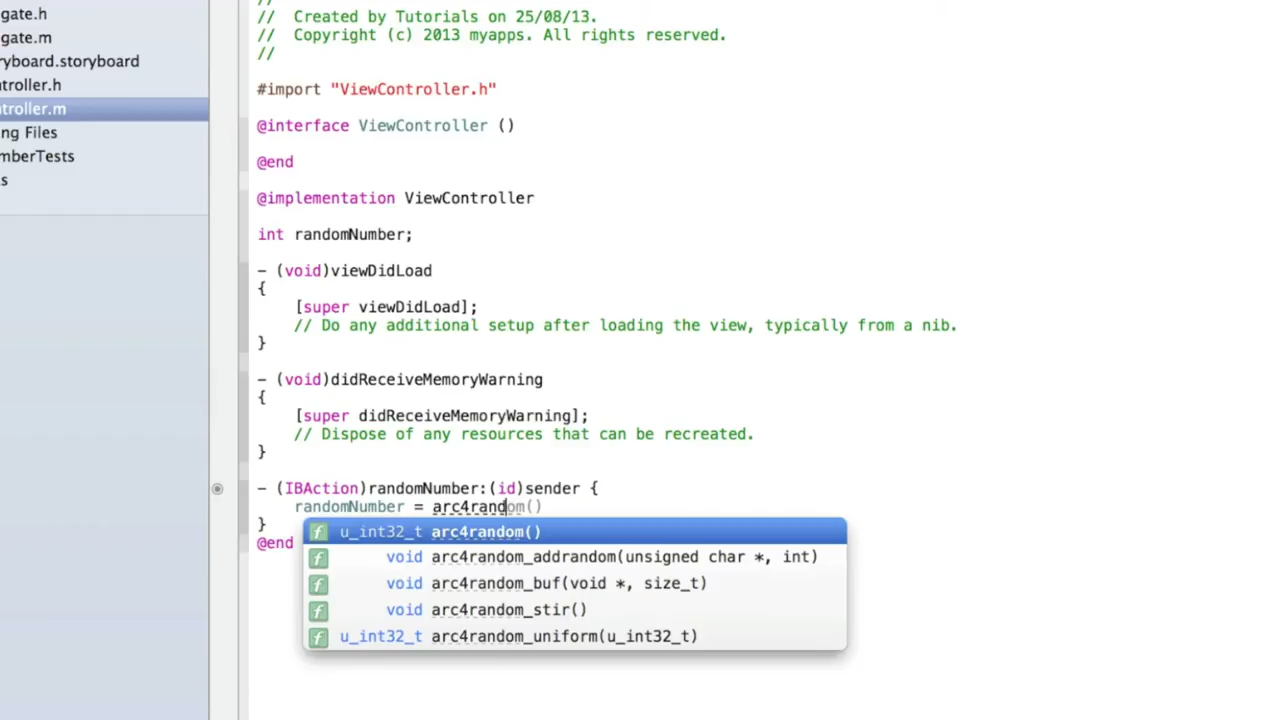 gate.h
gate.m
ryboard.storyboard
troller.h
troller.m
ng Files
mberTests
s
//
// Created by Tutorials on 25/08/13.
// Copyright (c) 2013 myapps. All rights reserved.
//
#import "ViewController.h"
@interface ViewController ()
@end
@implementation ViewController
int randomNumber;
- (void)viewDidLoad
{
[super viewDidLoad];
// Do any additional setup after loading the view, typically from a nib.
}
- (void)didReceiveMemoryWarning
{
[super didReceiveMemoryWarning];
// Dispose of any resources that can be recreated.
}
- (IBAction)randomNumber:(id)sender {
randomNumber = arc4random()
}
@end
f u_int32_t arc4random()
f void arc4random_addrandom(unsigned char *, int)
f void arc4random_buf(void *, size_t)
f void arc4random_stir()
f u_int32_t arc4random_uniform(u_int32_t)